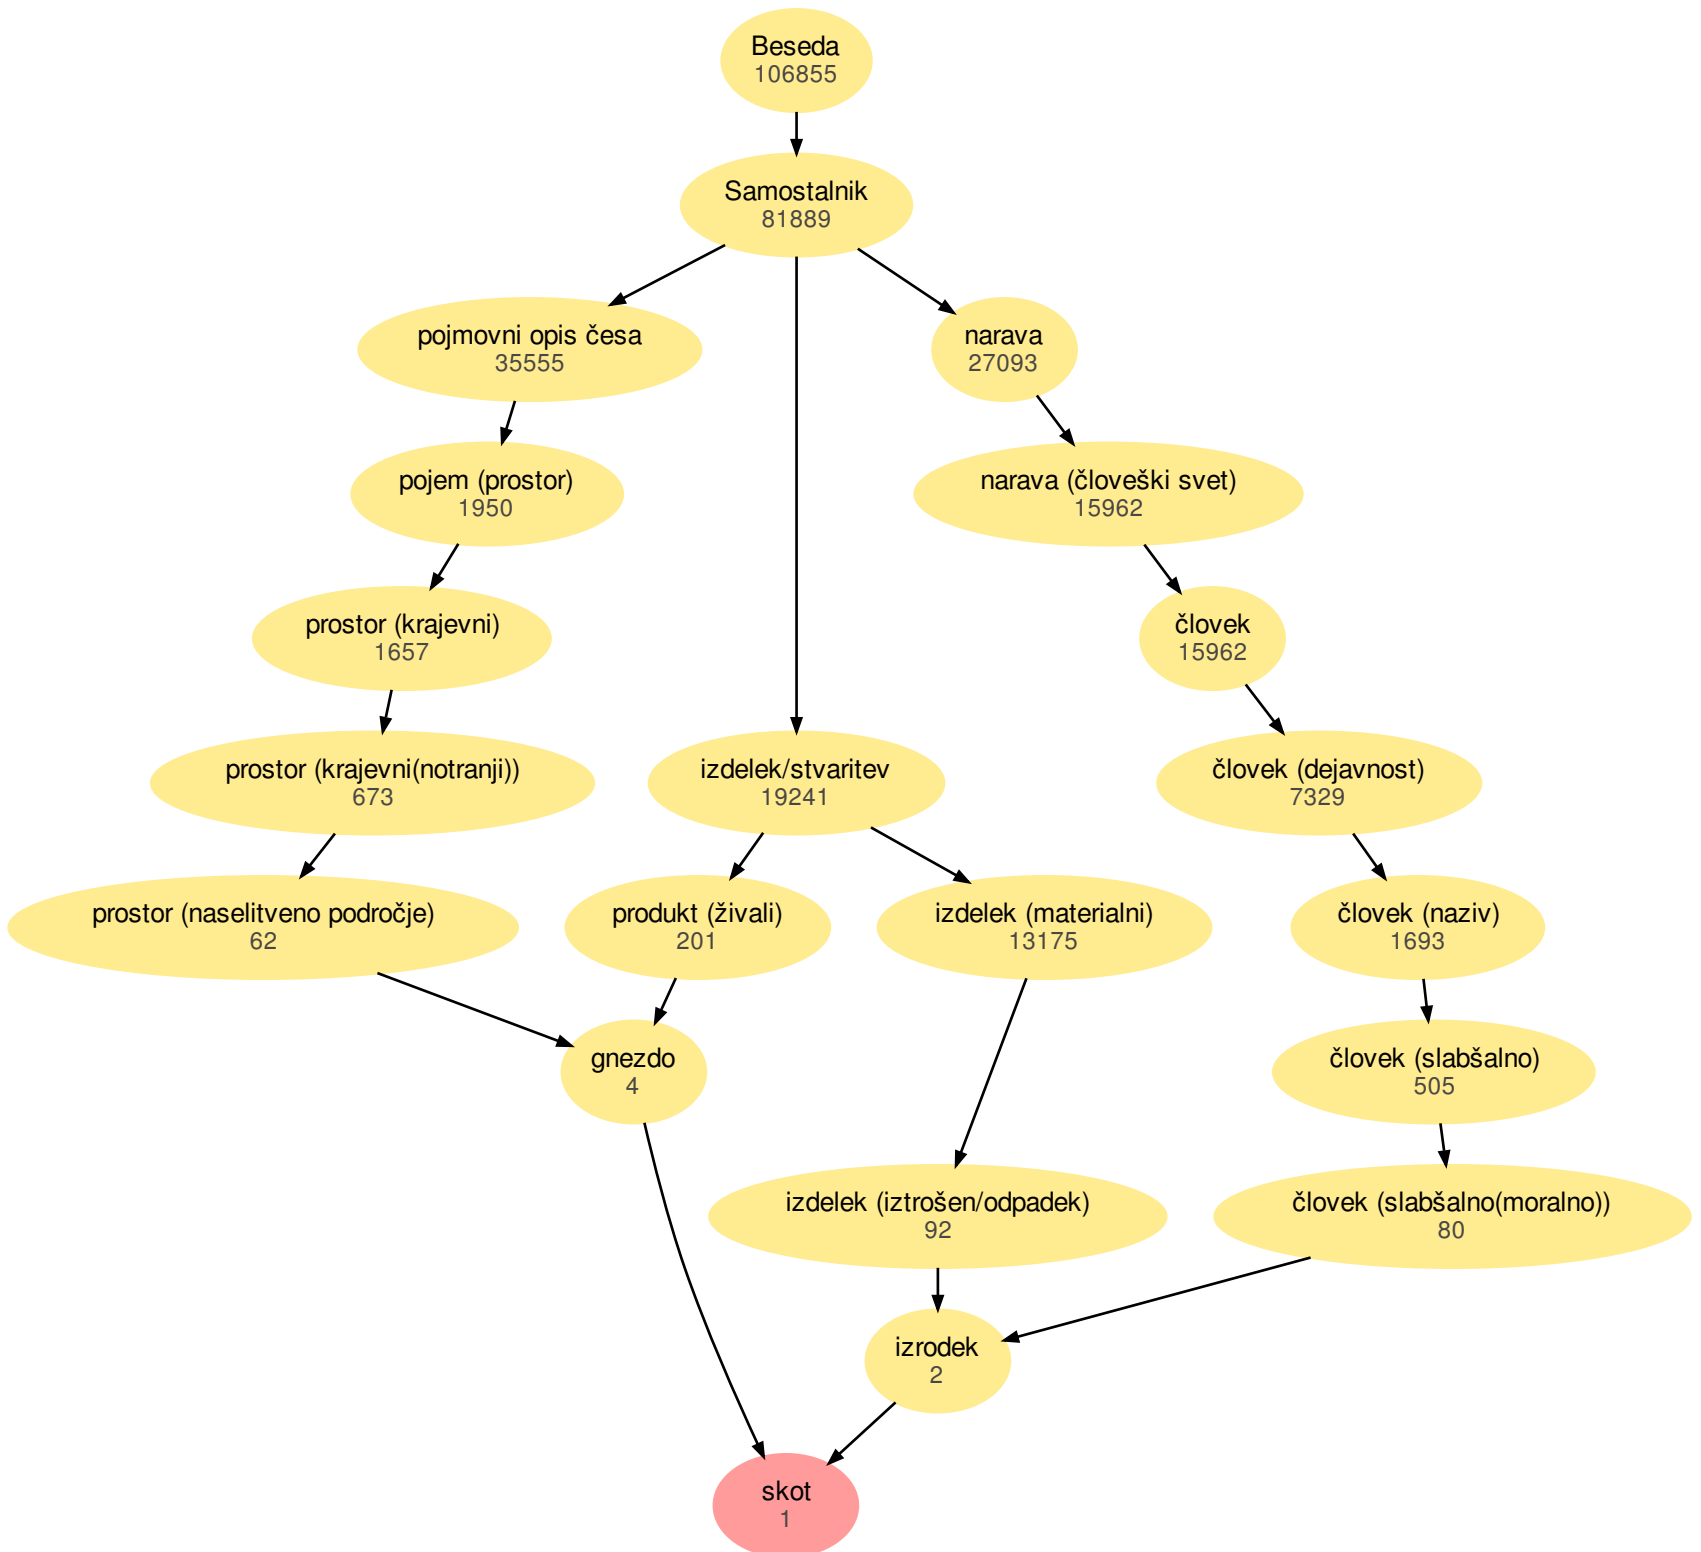 Beseda
106855
Samostalnik
81889
pojmovni opis česa
35555
narava
27093
pojem (prostor)
1950
narava (človeški svet)
15962
prostor (krajevni)
1657
človek
15962
prostor (krajevni(notranji))
673
izdelek/stvaritev
19241
človek (dejavnost)
7329
prostor (naselitveno področje)
62
produkt (živali)
201
izdelek (materialni)
13175
človek (naziv)
1693
gnezdo
4
človek (slabšalno)
505
izdelek (iztrošen/odpadek)
92
človek (slabšalno(moralno))
80
izrodek
2
skot
1